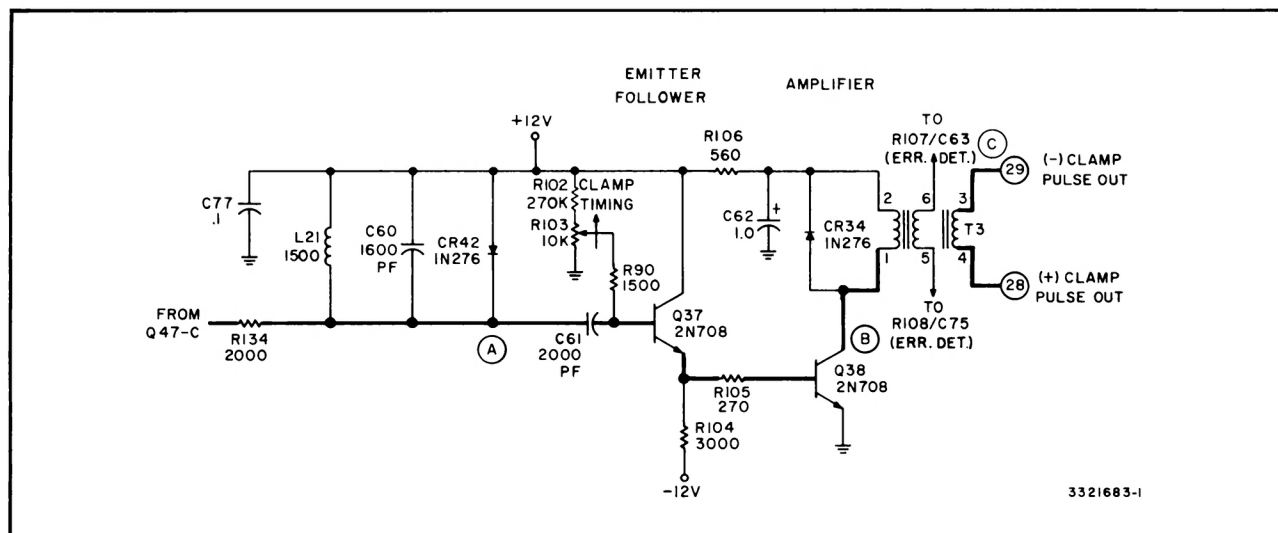 EMITTER
FOLLOWER
AMPLIFIER
+12V
R106
560
TO
R107/C63
(ERR. DET.)
C
29
(-) CLAMP
PULSE OUT
C77
.1
L21
1500
C60
1600
PF
CR42
1N276
R102
270K
CLAMP
TIMING
R103
10K
R90
1500
C62
1.0
+
CR34
1N276
2
6
3
1
5
4
T3
28
(+) CLAMP
PULSE OUT
TO
R108/C75
(ERR. DET.)
FROM
Q47-C
R134
2000
A
C61
2000
PF
Q37
2N708
B
Q38
2N708
R105
270
R104
3000
-12V
3321683-1